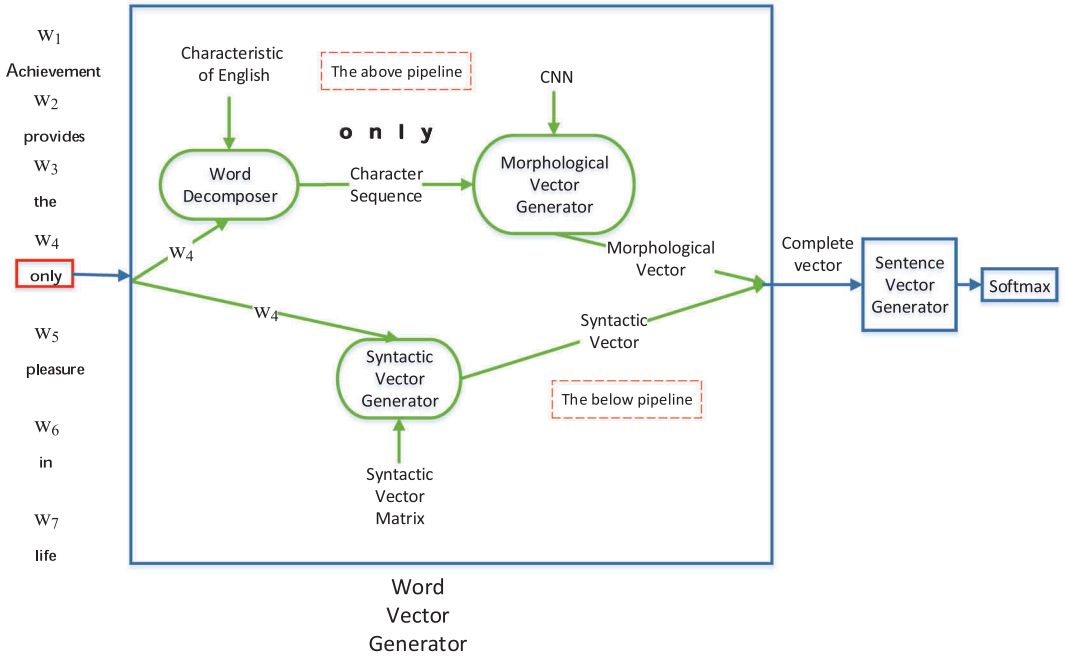 W1
Achievement
W2
provides
W3
the
W4
only
W5
pleasure
W6
in
W7
life
Characteristic
of English
The above pipeline
CNN
o n l y
Word
Decomposer
Character
Sequence
Morphological
Vector
Generator
W4
Morphological
Vector
W4
Syntactic
Vector
Syntactic
Vector
Generator
The below pipeline
Syntactic
Vector
Matrix
Complete
vector
Sentence
Vector
Generator
Softmax
Word
Vector
Generator